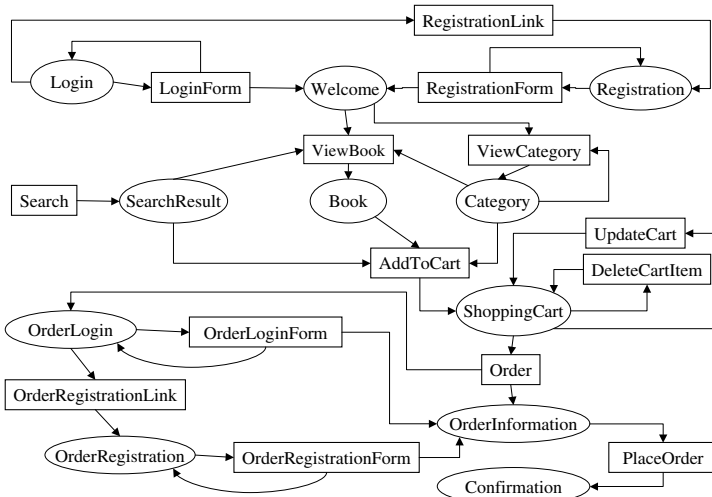 RegistrationLink
Login
LoginForm
Welcome
RegistrationForm
Registration
ViewBook
ViewCategory
Search
SearchResult
Book
Category
UpdateCart
AddToCart
DeleteCartItem
ShoppingCart
OrderLogin
OrderLoginForm
Order
OrderRegistrationLink
OrderInformation
OrderRegistration
OrderRegistrationForm
PlaceOrder
Confirmation